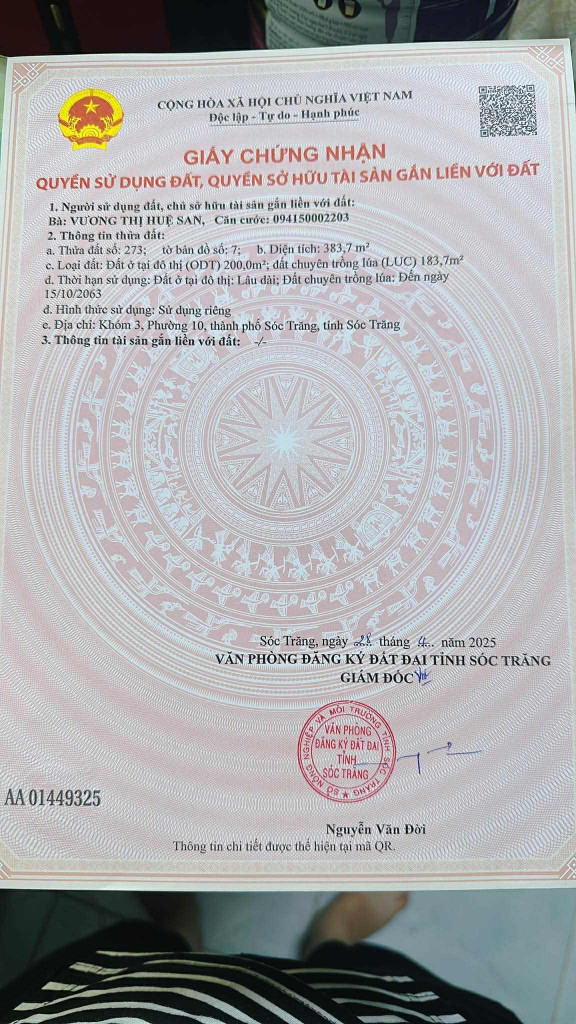 CỘNG HÒA XÃ HỘI CHỦ NGHĨA VIỆT NAM
Độc lập - Tự do - Hạnh phúc
GIẤY CHỨNG NHẬN
QUYỀN SỬ DỤNG ĐẤT, QUYỀN SỞ HỮU TÀI SẢN GẮN LIỀN VỚI ĐẤT
1. Người sử dụng đất, chủ sở hữu tài sản gắn liền với đất:
Bà: VƯƠNG THỊ HUỆ SAN, Căn cước: 094150002203
2. Thông tin thửa đất:
a. Thửa đất số: 273; tờ bản đồ số: 7; b. Diện tích: 383,7 m²
c. Loại đất: Đất ở tại đô thị (ODT) 200,0m²; đất chuyên trồng lúa (LUC) 183,7m²
d. Thời hạn sử dụng: Đất ở tại đô thị: Lâu dài; Đất chuyên trồng lúa: Đến ngày
15/10/2063
đ. Hình thức sử dụng: Sử dụng riêng
e. Địa chỉ: Khóm 3, Phường 10, thành phố Sóc Trăng, tỉnh Sóc Trăng
3. Thông tin tài sản gắn liền với đất: -/-
Sóc Trăng, ngày 28 tháng 4 năm 2025
VĂN PHÒNG ĐĂNG KÝ ĐẤT ĐAI TỈNH SÓC TRĂNG
GIÁM ĐỐC
SỞ NÔNG NGHIỆP VÀ MÔI TRƯỜNG TỈNH SÓC TRĂNG
VĂN PHÒNG
ĐĂNG KÝ ĐẤT ĐAI
TỈNH
SÓC TRĂNG
AA 01449325
Nguyễn Văn Đời
Thông tin chi tiết được thể hiện tại mã QR.